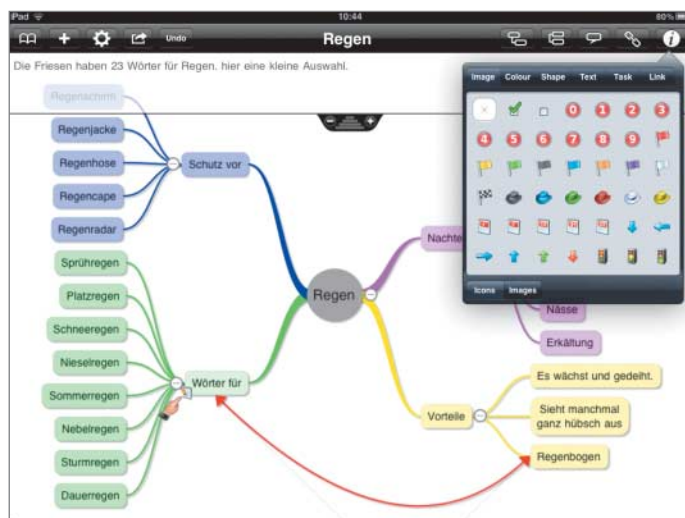 iPad
10:44
80%
Undo
Regen
i
Die Friesen haben 23 Wörter für Regen. hier eine kleine Auswahl.
Image
Colour
Shape
Text
Task
Link
0
1
2
3
4
5
6
7
8
9
Icons
Images
Regenschirm
Regenjacke
Regenhose
Regencape
Regenradar
Schutz vor
Sprühregen
Platzregen
Schneeregen
Nieselregen
Sommerregen
Nebelregen
Sturmregen
Dauerregen
Wörter für
Regen
Nachte
Nässe
Erkältung
Vorteile
Es wächst und gedeiht.
Sieht manchmal
ganz hübsch aus
Regenbogen